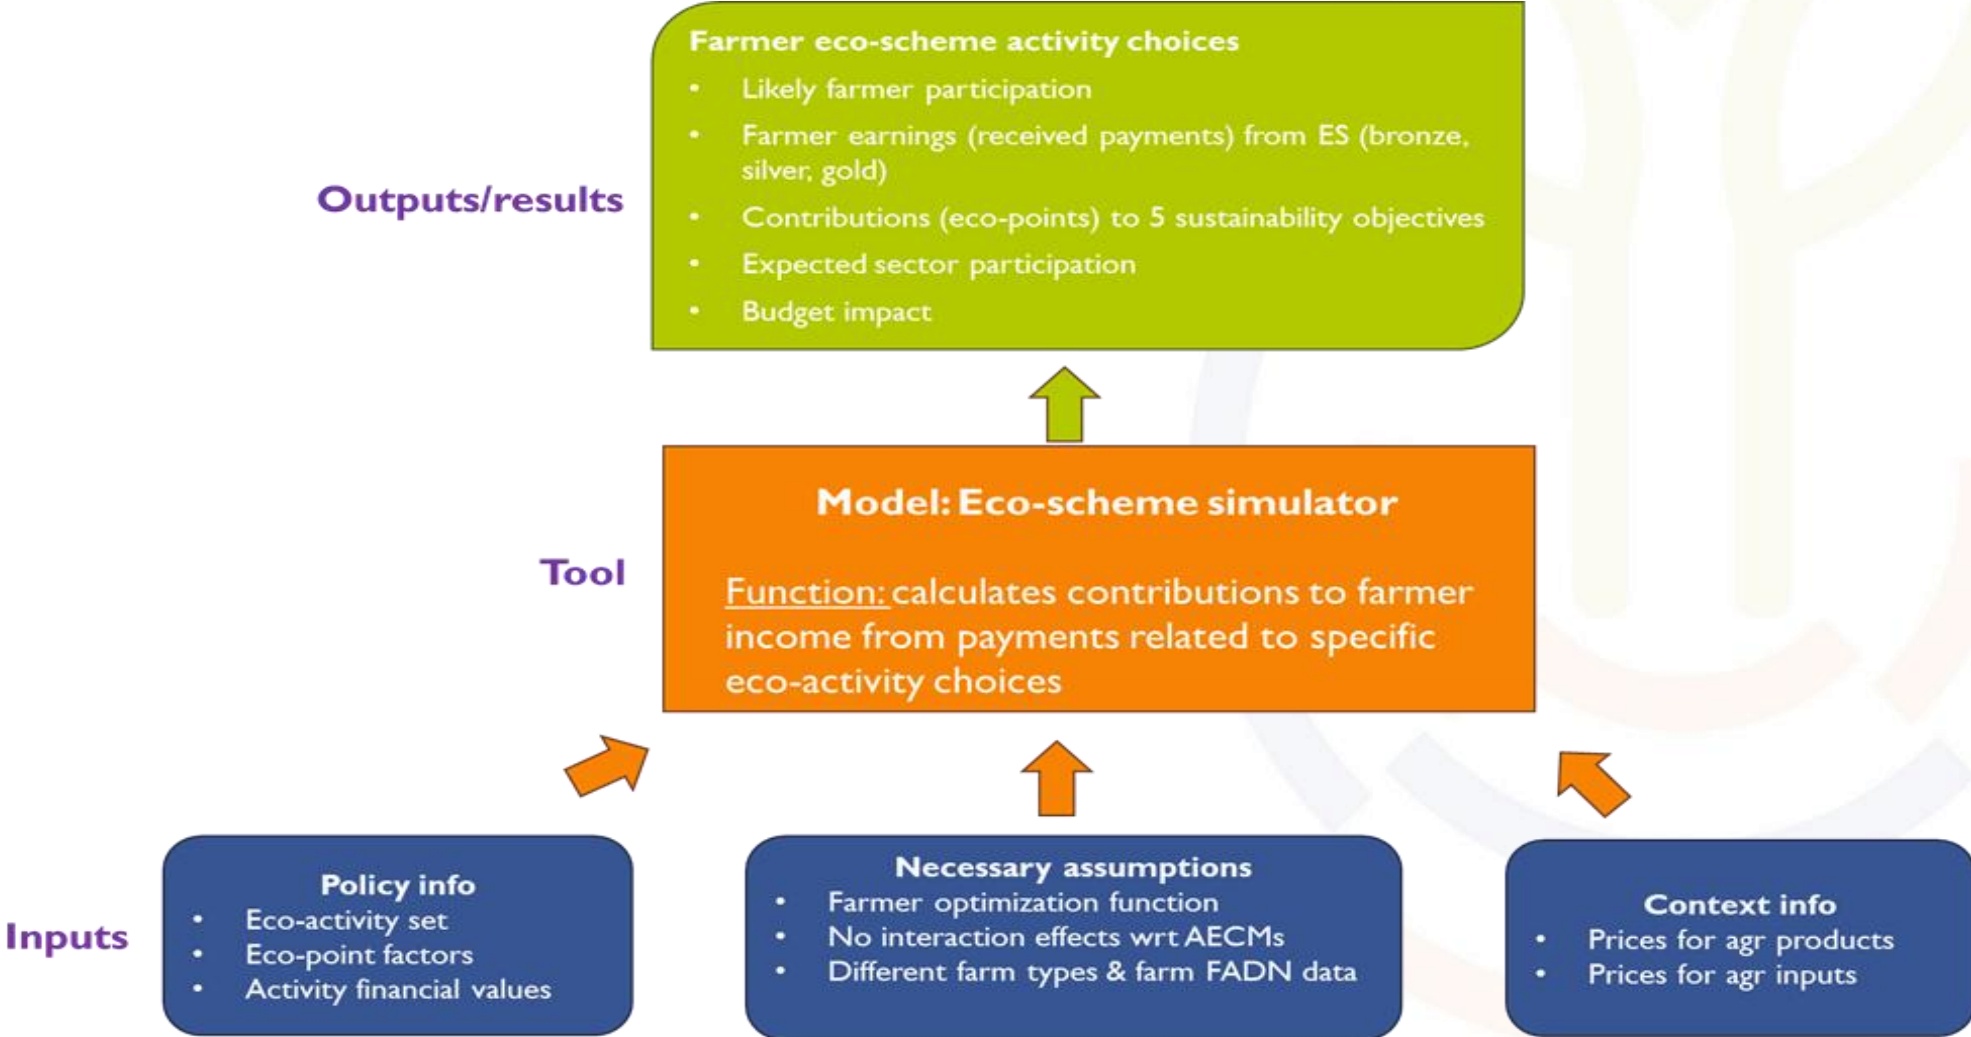 Farmer eco-scheme activity choices
• Likely farmer participation
• Farmer earnings (received payments) from ES (bronze,
silver, gold)
• Contributions (eco-points) to 5 sustainability objectives
• Expected sector participation
• Budget impact
Outputs/results
Model: Eco-scheme simulator
Function: calculates contributions to farmer
income from payments related to specific
eco-activity choices
Tool
Inputs
Policy info
• Eco-activity set
• Eco-point factors
• Activity financial values
Necessary assumptions
• Farmer optimization function
• No interaction effects wrt AECMs
• Different farm types & farm FADN data
Context info
• Prices for agr products
• Prices for agr inputs